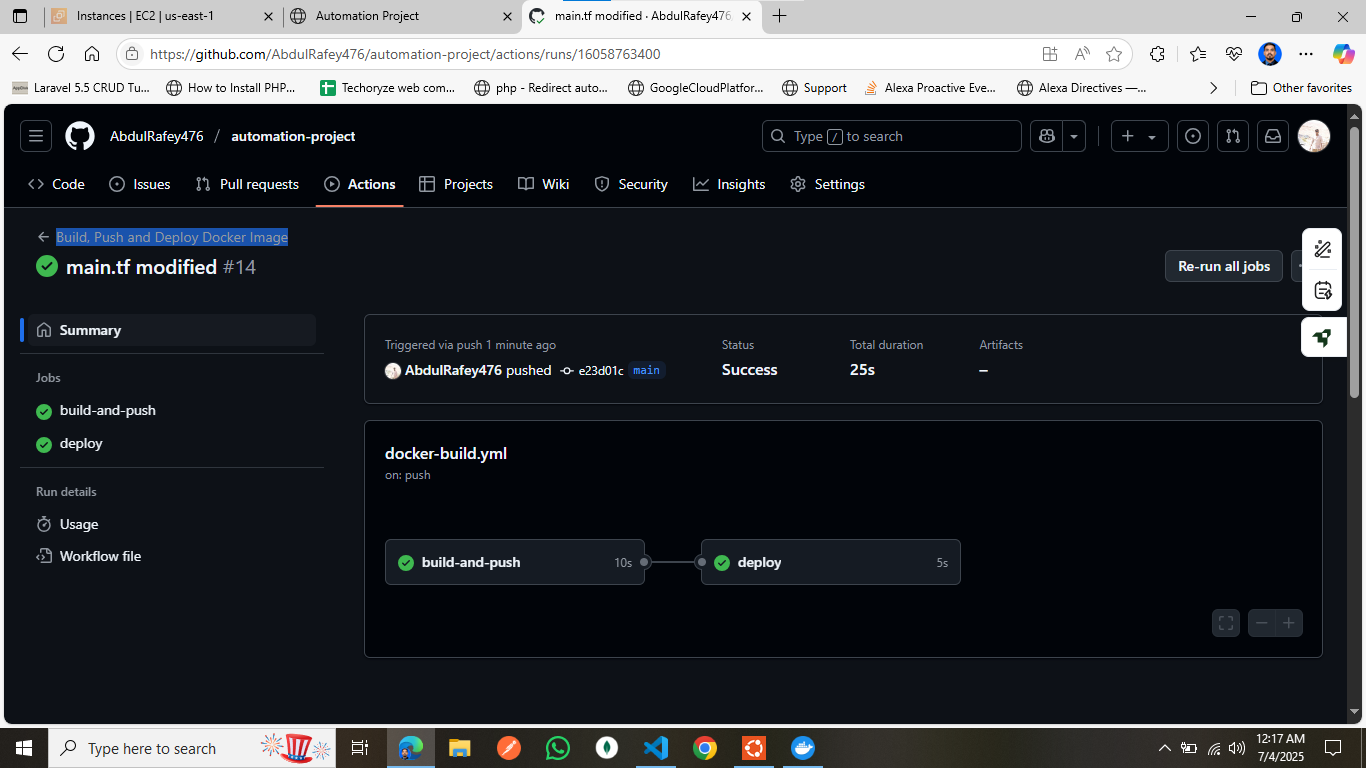 Instances | EC2 | us-east-1
Automation Project
main.tf modified · AbdulRafey476
https://github.com/AbdulRafey476/automation-project/actions/runs/16058763400
Laravel 5.5 CRUD Tu...
How to Install PHP...
Techoryze web com...
php - Redirect auto...
GoogleCloudPlatfor...
Support
Alexa Proactive Eve...
Alexa Directives —...
Other favorites
AbdulRafey476 / automation-project
Type / to search
Code
Issues
Pull requests
Actions
Projects
Wiki
Security
Insights
Settings
Build, Push and Deploy Docker Image
main.tf modified #14
Re-run all jobs
Summary
Jobs
build-and-push
deploy
Run details
Usage
Workflow file
Triggered via push 1 minute ago
AbdulRafey476 pushed e23d01c main
Status
Success
Total duration
25s
Artifacts
–
docker-build.yml
on: push
build-and-push 10s
deploy 5s
Type here to search
12:17 AM
7/4/2025